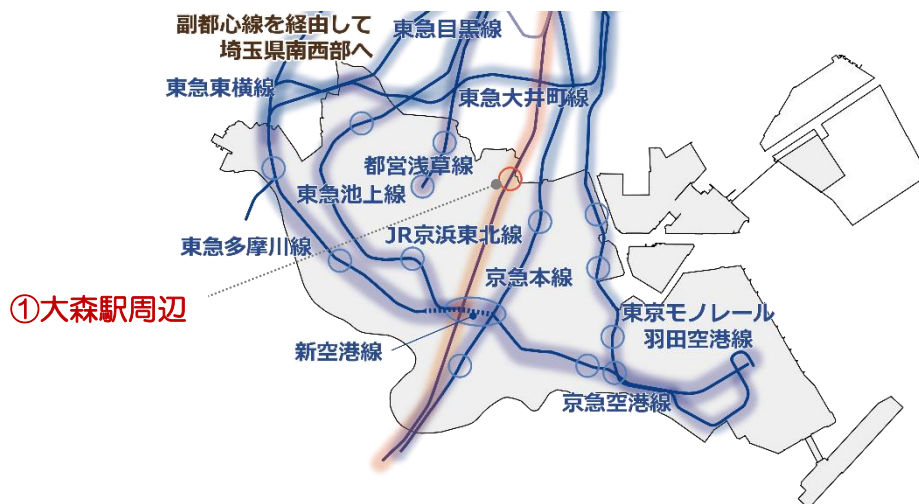 副都心線を経由して
埼玉県南西部へ
東急目黒線
東急東横線
東急大井町線
都営浅草線
東急池上線
東急多摩川線
JR京浜東北線
京急本線
①大森駅周辺
東京モノレール
羽田空港線
新空港線
京急空港線